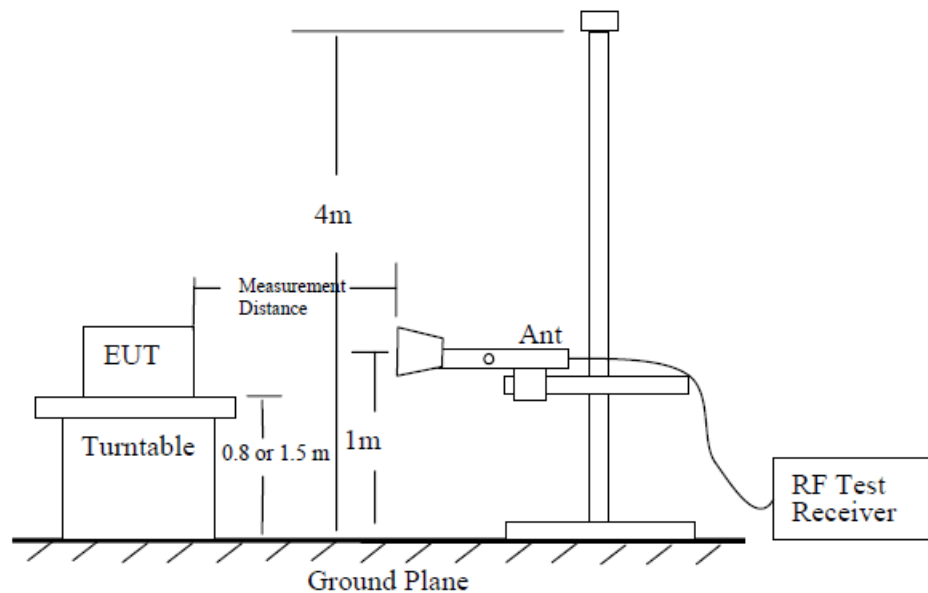 4m
Measurement
Distance
EUT
Ant
Turntable
0.8 or 1.5 m
1m
RF Test
Receiver
Ground Plane